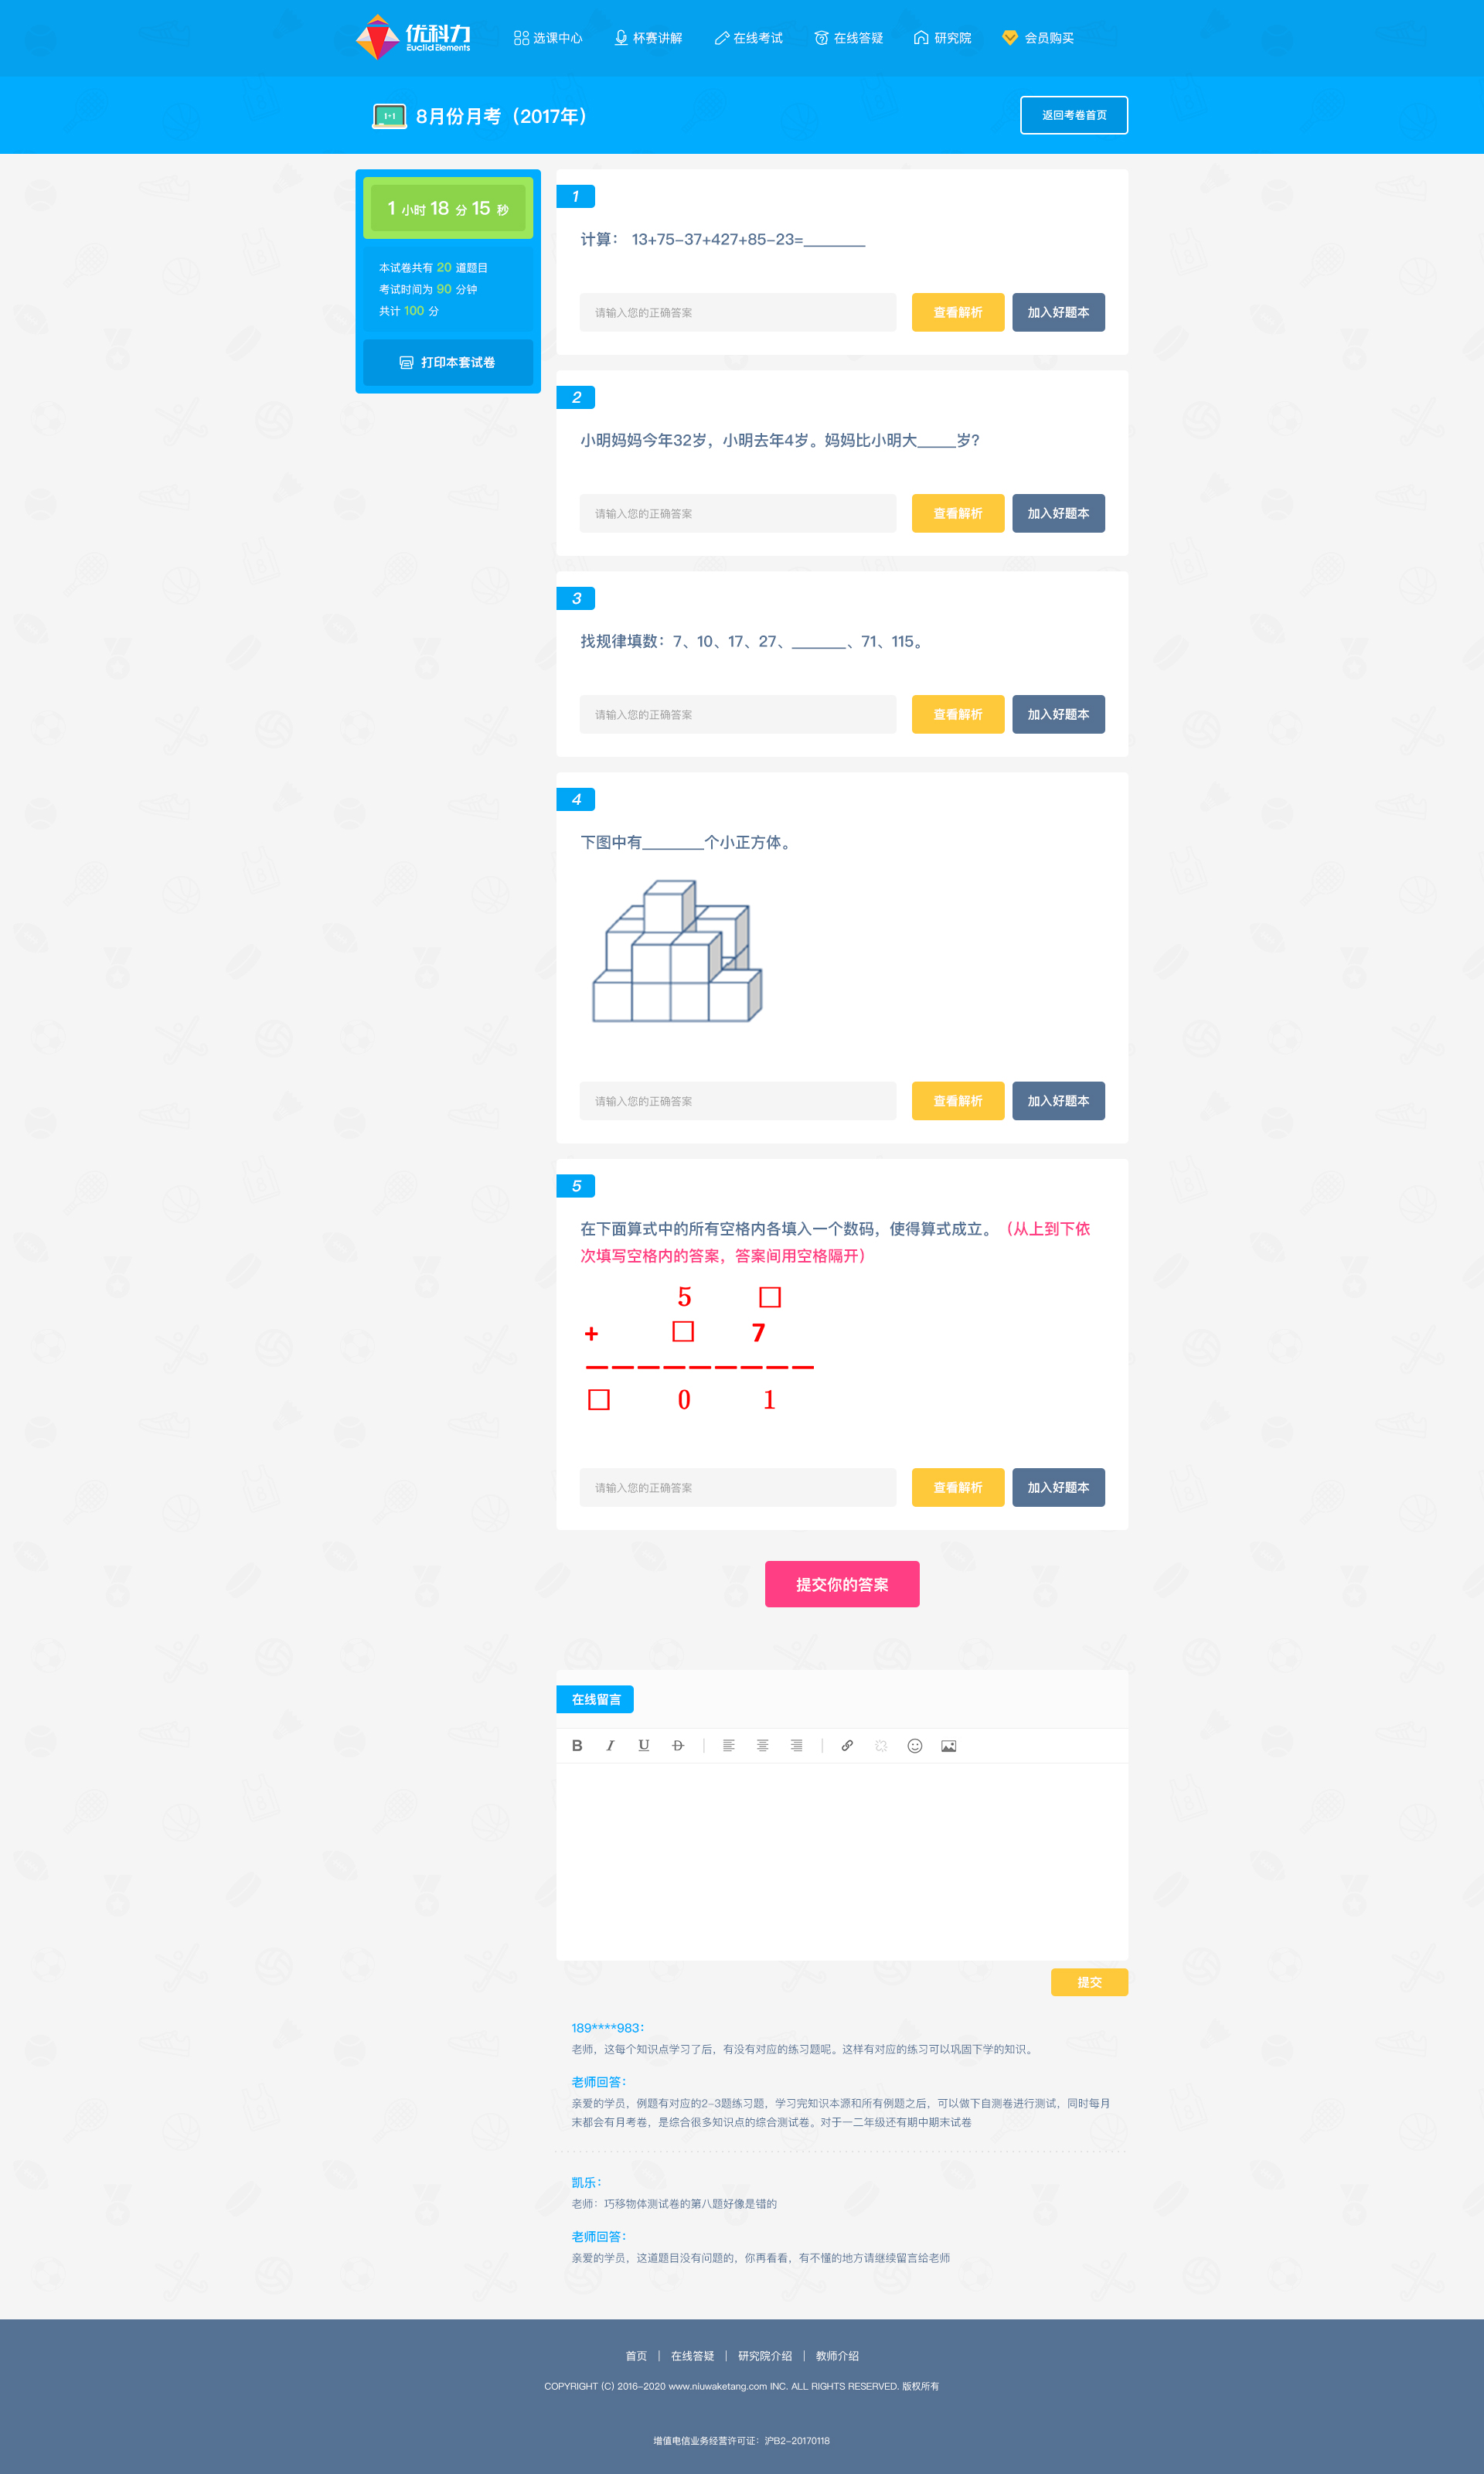 优科力
Euclid Elements
选课中心 杯赛讲解 在线考试 在线答疑 研究院 会员购买
1+1
8月份月考（2017年）
返回考卷首页
1 小时 18 分 15 秒
本试卷共有 20 道题目
考试时间为 90 分钟
共计 100 分
打印本套试卷
1
计算： 13+75-37+427+85-23=________
请输入您的正确答案 查看解析 加入好题本
2
小明妈妈今年32岁，小明去年4岁。妈妈比小明大_____岁？
请输入您的正确答案 查看解析 加入好题本
3
找规律填数：7、10、17、27、_______、71、115。
请输入您的正确答案 查看解析 加入好题本
4
下图中有________个小正方体。
请输入您的正确答案 查看解析 加入好题本
5
在下面算式中的所有空格内各填入一个数码，使得算式成立。（从上到下依
次填写空格内的答案，答案间用空格隔开）
5 □
+ □ 7
—————————
□ 0 1
请输入您的正确答案 查看解析 加入好题本
提交你的答案
在线留言
B I U D
提交
189****983：
老师，这每个知识点学习了后，有没有对应的练习题呢。这样有对应的练习可以巩固下学的知识。
老师回答：
亲爱的学员，例题有对应的2-3题练习题，学习完知识本源和所有例题之后，可以做下自测卷进行测试，同时每月
末都会有月考卷，是综合很多知识点的综合测试卷。对于一二年级还有期中期末试卷
凯乐：
老师：巧移物体测试卷的第八题好像是错的
老师回答：
亲爱的学员，这道题目没有问题的，你再看看，有不懂的地方请继续留言给老师
首页 | 在线答疑 | 研究院介绍 | 教师介绍
COPYRIGHT (C) 2016-2020 www.niuwaketang.com INC. ALL RIGHTS RESERVED. 版权所有
增值电信业务经营许可证：沪B2-20170118